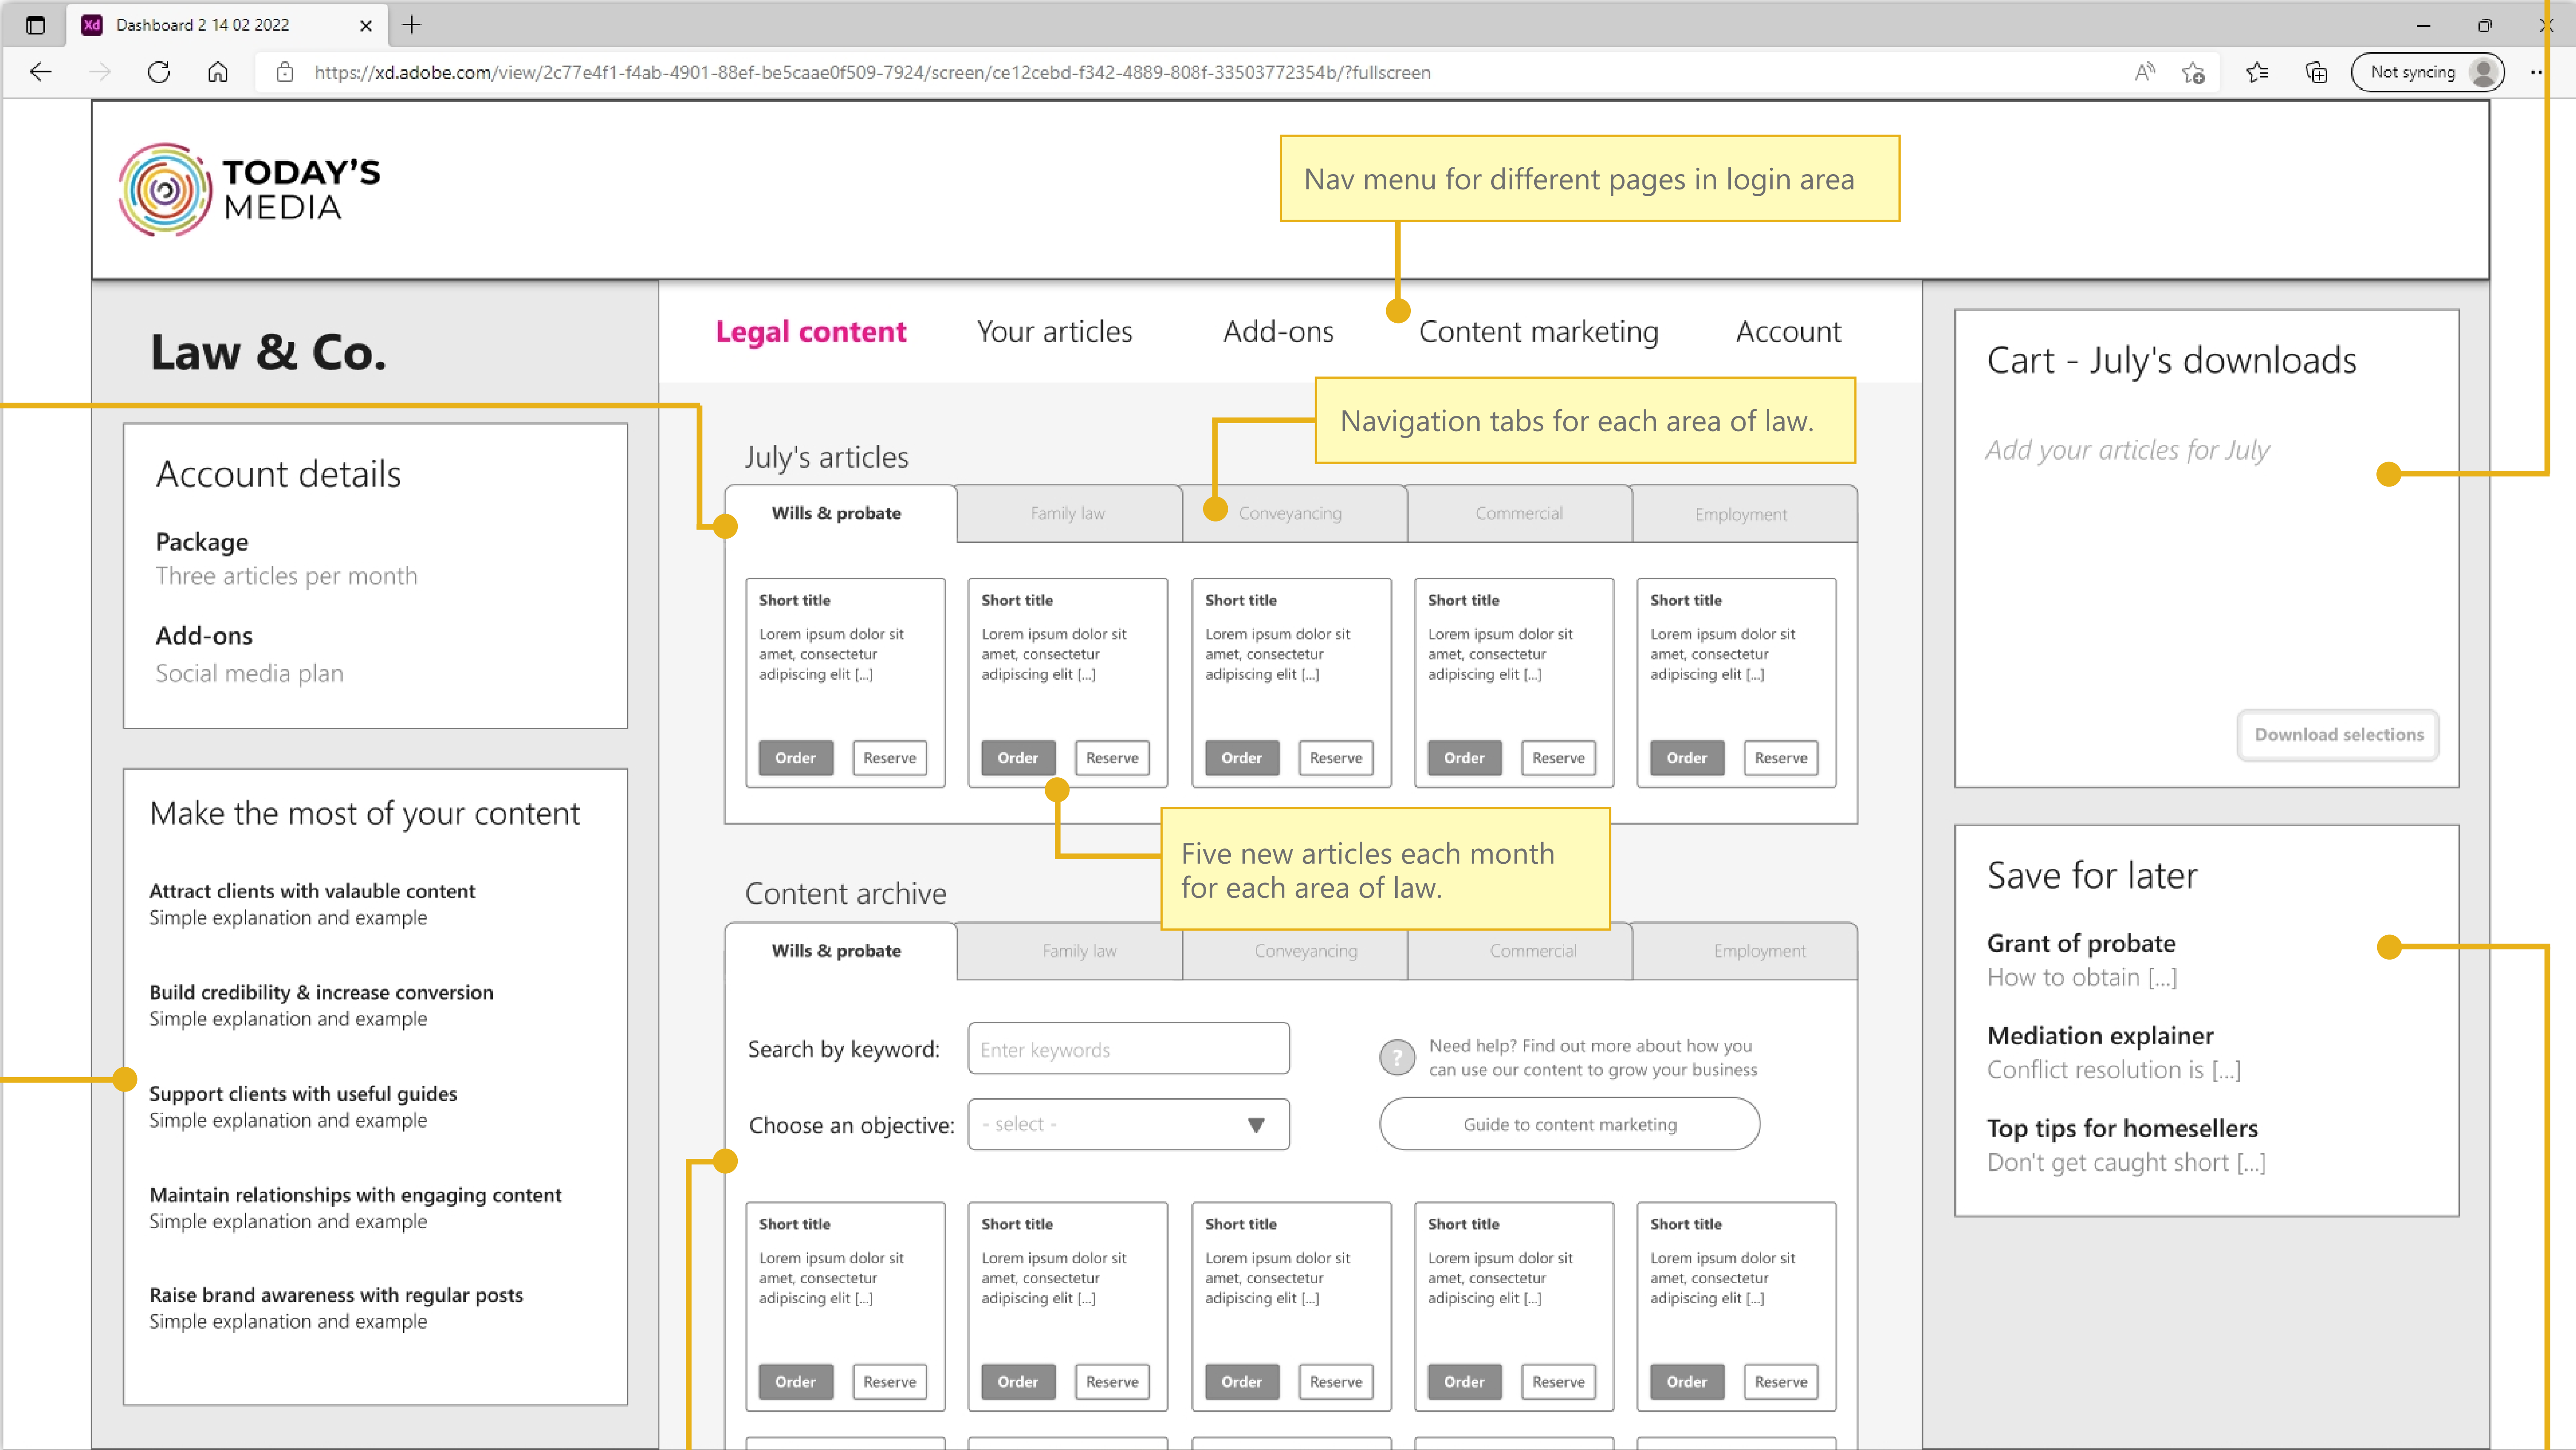 Dashboard 2 14 02 2022
https://xd.adobe.com/view/2c77e4f1-f4ab-4901-88ef-be5caae0f509-7924/screen/ce12cebd-f342-4889-808f-33503772354b/?fullscreen
Not syncing
TODAY'S
MEDIA
Nav menu for different pages in login area
Law & Co.
Account details
Package
Three articles per month
Add-ons
Social media plan
Make the most of your content
Attract clients with valauble content
Simple explanation and example
Build credibility & increase conversion
Simple explanation and example
Support clients with useful guides
Simple explanation and example
Maintain relationships with engaging content
Simple explanation and example
Raise brand awareness with regular posts
Simple explanation and example
Legal content Your articles Add-ons Content marketing Account
Navigation tabs for each area of law.
July's articles
Wills & probate Family law Conveyancing Commercial Employment
Short title Short title Short title Short title Short title
Lorem ipsum dolor sit Lorem ipsum dolor sit Lorem ipsum dolor sit Lorem ipsum dolor sit Lorem ipsum dolor sit
amet, consectetur amet, consectetur amet, consectetur amet, consectetur amet, consectetur
adipiscing elit [...] adipiscing elit [...] adipiscing elit [...] adipiscing elit [...] adipiscing elit [...]
Order Reserve Order Reserve Order Reserve Order Reserve Order Reserve
Five new articles each month
for each area of law.
Content archive
Wills & probate Family law Conveyancing Commercial Employment
Search by keyword: Enter keywords
Choose an objective: - select -
? Need help? Find out more about how you
can use our content to grow your business
Guide to content marketing
Short title Short title Short title Short title Short title
Lorem ipsum dolor sit Lorem ipsum dolor sit Lorem ipsum dolor sit Lorem ipsum dolor sit Lorem ipsum dolor sit
amet, consectetur amet, consectetur amet, consectetur amet, consectetur amet, consectetur
adipiscing elit [...] adipiscing elit [...] adipiscing elit [...] adipiscing elit [...] adipiscing elit [...]
Order Reserve Order Reserve Order Reserve Order Reserve Order Reserve
Cart - July's downloads
Add your articles for July
Download selections
Save for later
Grant of probate
How to obtain [...]
Mediation explainer
Conflict resolution is [...]
Top tips for homesellers
Don't get caught short [...]